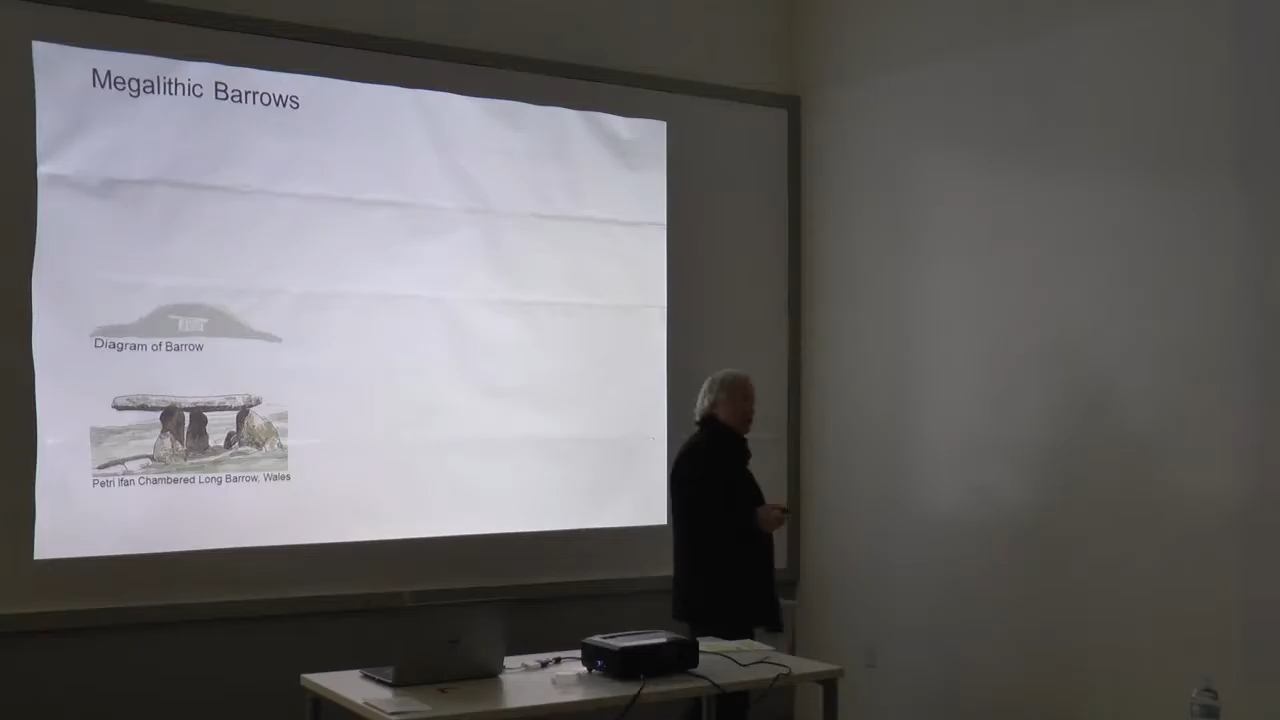 Megalithic Barrows
Diagram of Barrow
Petri Ifan Chambered Long Barrow, Wales